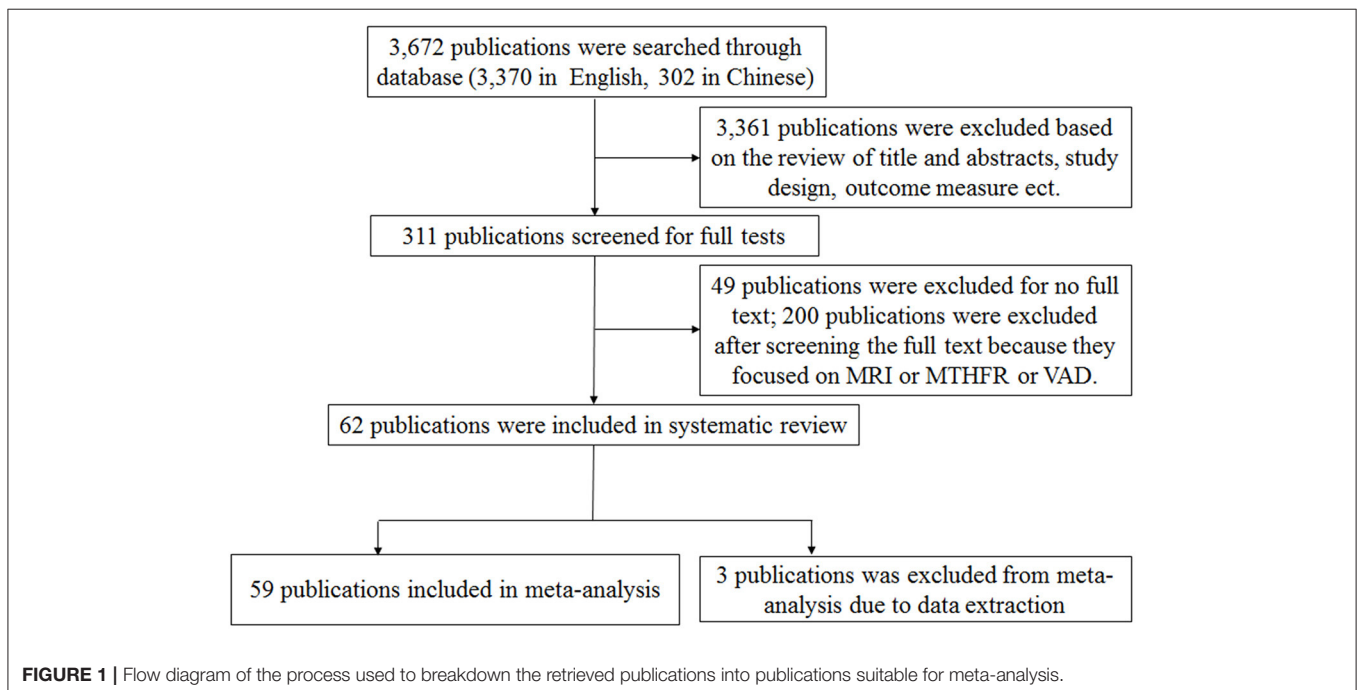 3,672 publications were searched through
database (3,370 in English, 302 in Chinese)
3,361 publications were excluded based
on the review of title and abstracts, study
design, outcome measure ect.
311 publications screened for full tests
49 publications were excluded for no full
text; 200 publications were excluded
after screening the full text because they
focused on MRI or MTHFR or VAD.
62 publications were included in systematic review
59 publications included in meta-analysis
3 publications was excluded from meta-
analysis due to data extraction
FIGURE 1 | Flow diagram of the process used to breakdown the retrieved publications into publications suitable for meta-analysis.